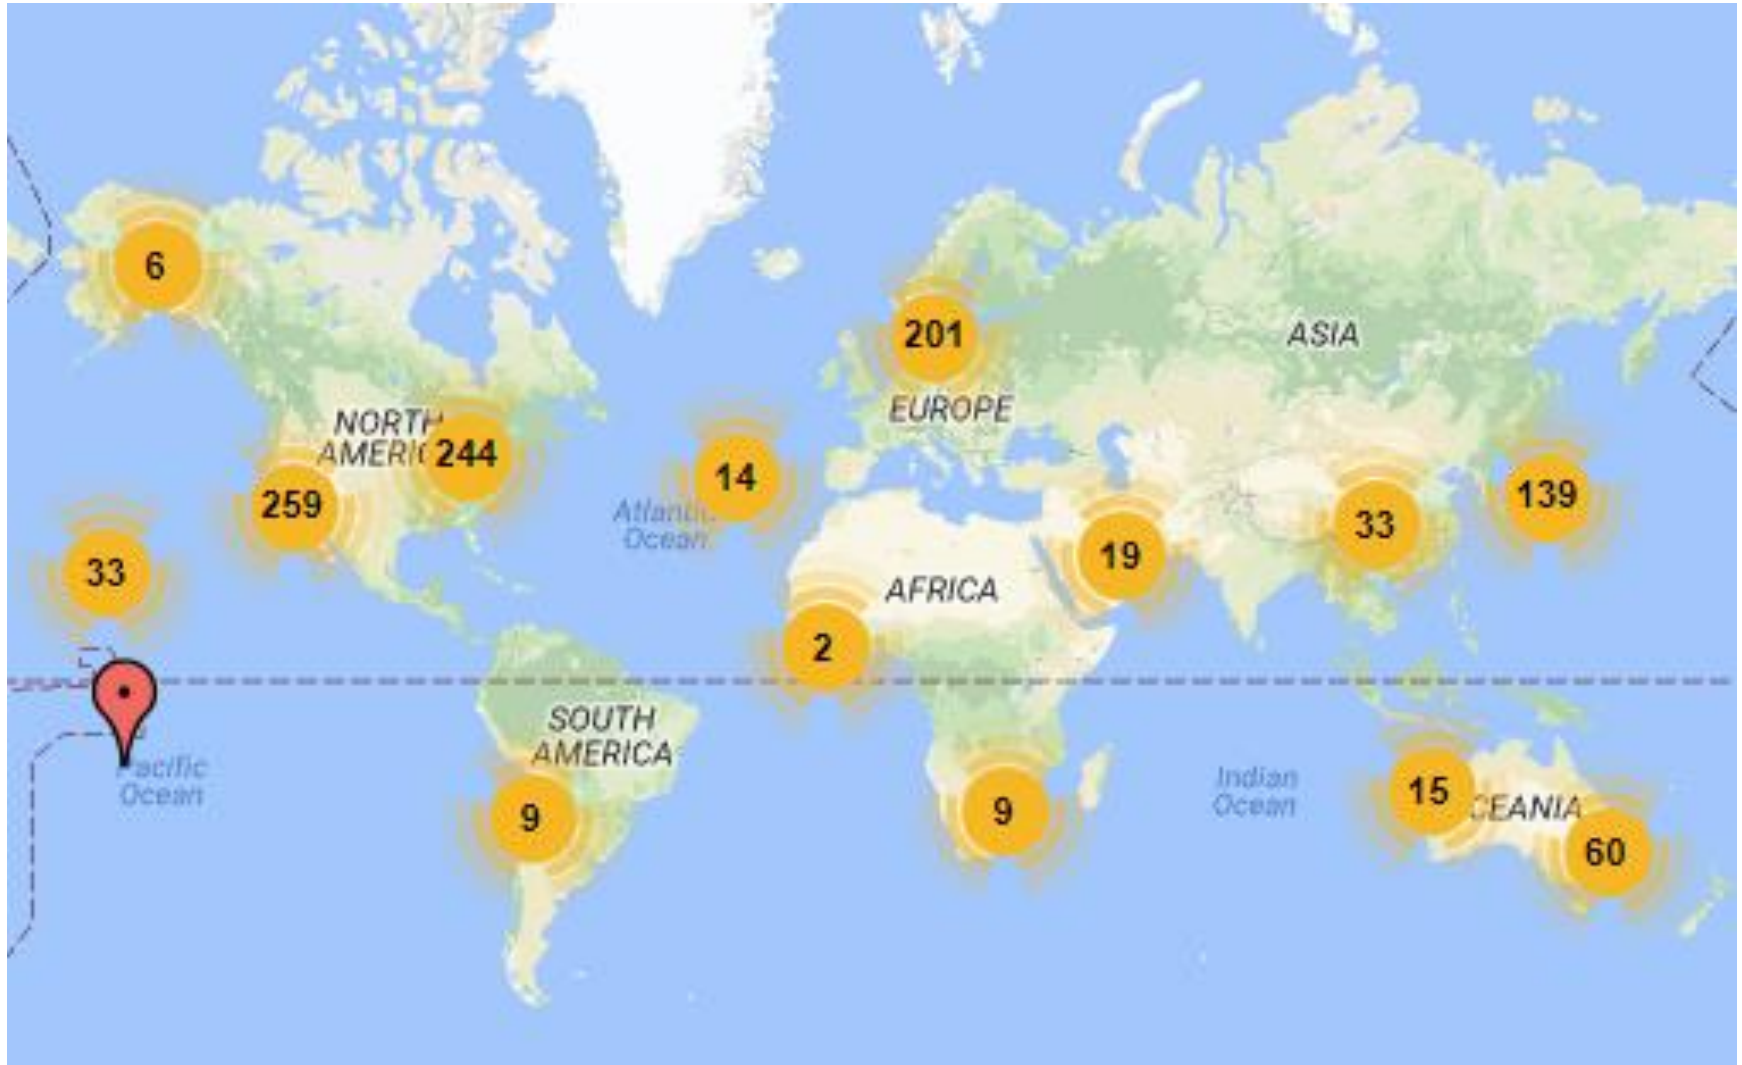 6
201
ASIA
EUROPE
NORTH
AMERIC
244
14
139
259
Atlantic
Ocean
33
33
19
AFRICA
2
SOUTH
AMERICA
Pacific
Ocean
Indian
Ocean
15
CEANIA
9
9
60